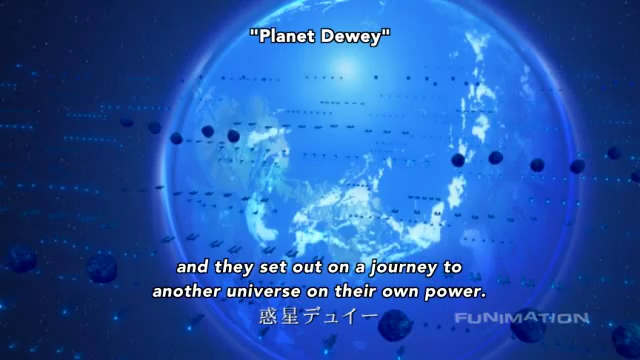 "Planet Dewey"
and they set out on a journey to
another universe on their own power.
惑星デュイー
FUNIMATION